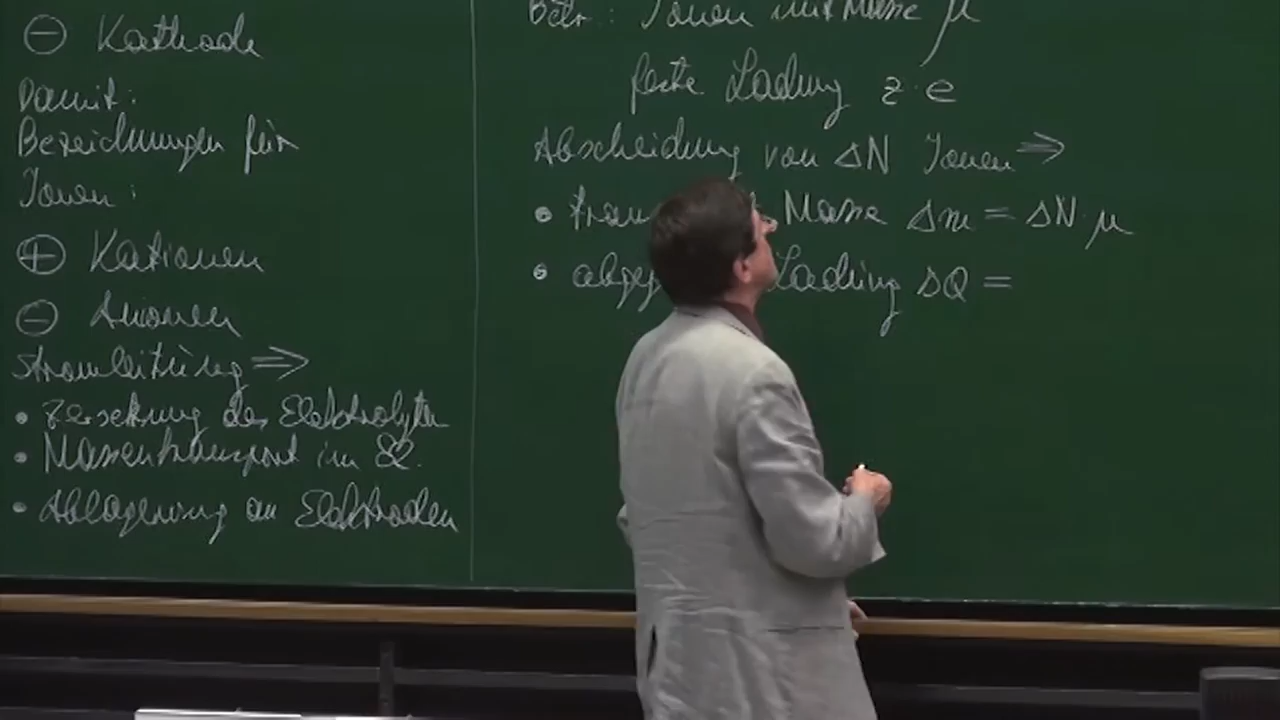 ⊖ Kathode
Damit:
Bezeichnungen für
Ionen:
⊕ Kationen
⊖ Anionen
Stromleitung ⇒
• Zersetzung des Elektrolyten
• Massentransport im El.
• Ablagerung an Elektroden
Betr.: Ionen mit Masse μ
feste Ladung z·e
Abscheidung von ΔN Ionen ⇒
• Masse Δm = ΔN·μ
• Ladung ΔQ =